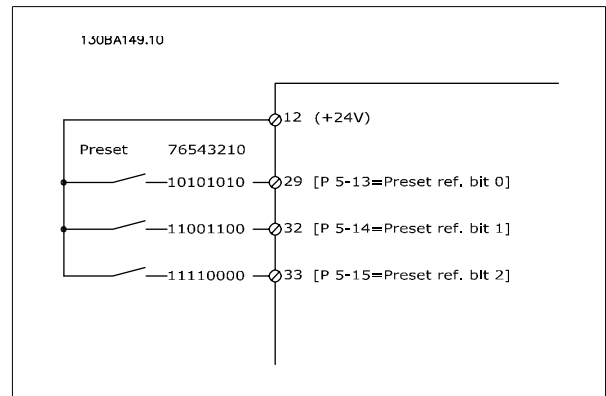 130BA149.10
12 (+24V)
Preset 76543210
10101010 29 [P 5-13=Preset ref. bit 0]
11001100 32 [P 5-14=Preset ref. bit 1]
11110000 33 [P 5-15=Preset ref. bit 2]